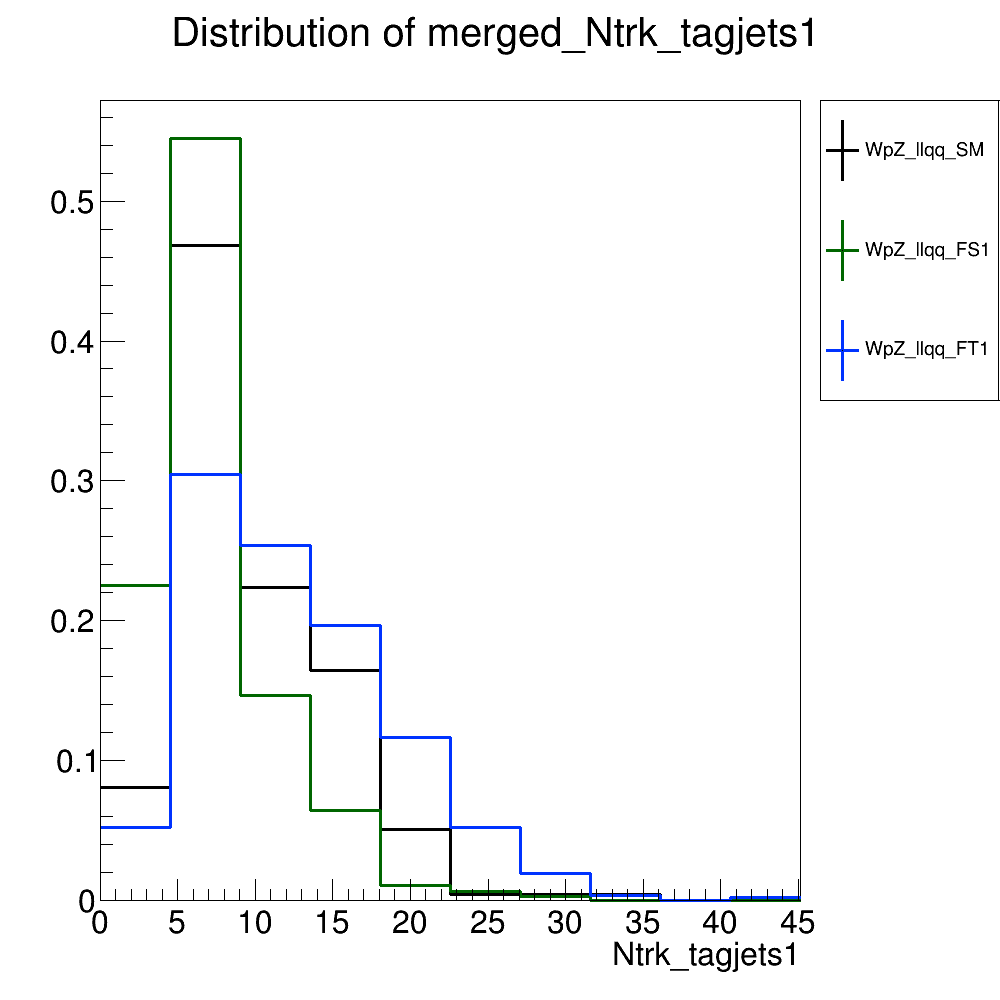 Distribution of merged_Ntrk_tagjets1
WpZ_llqq_SM
WpZ_llqq_FS1
WpZ_llqq_FT1
0.5
0.4
0.3
0.2
0.1
0
0 5 10 15 20 25 30 35 40 45
Ntrk_tagjets1